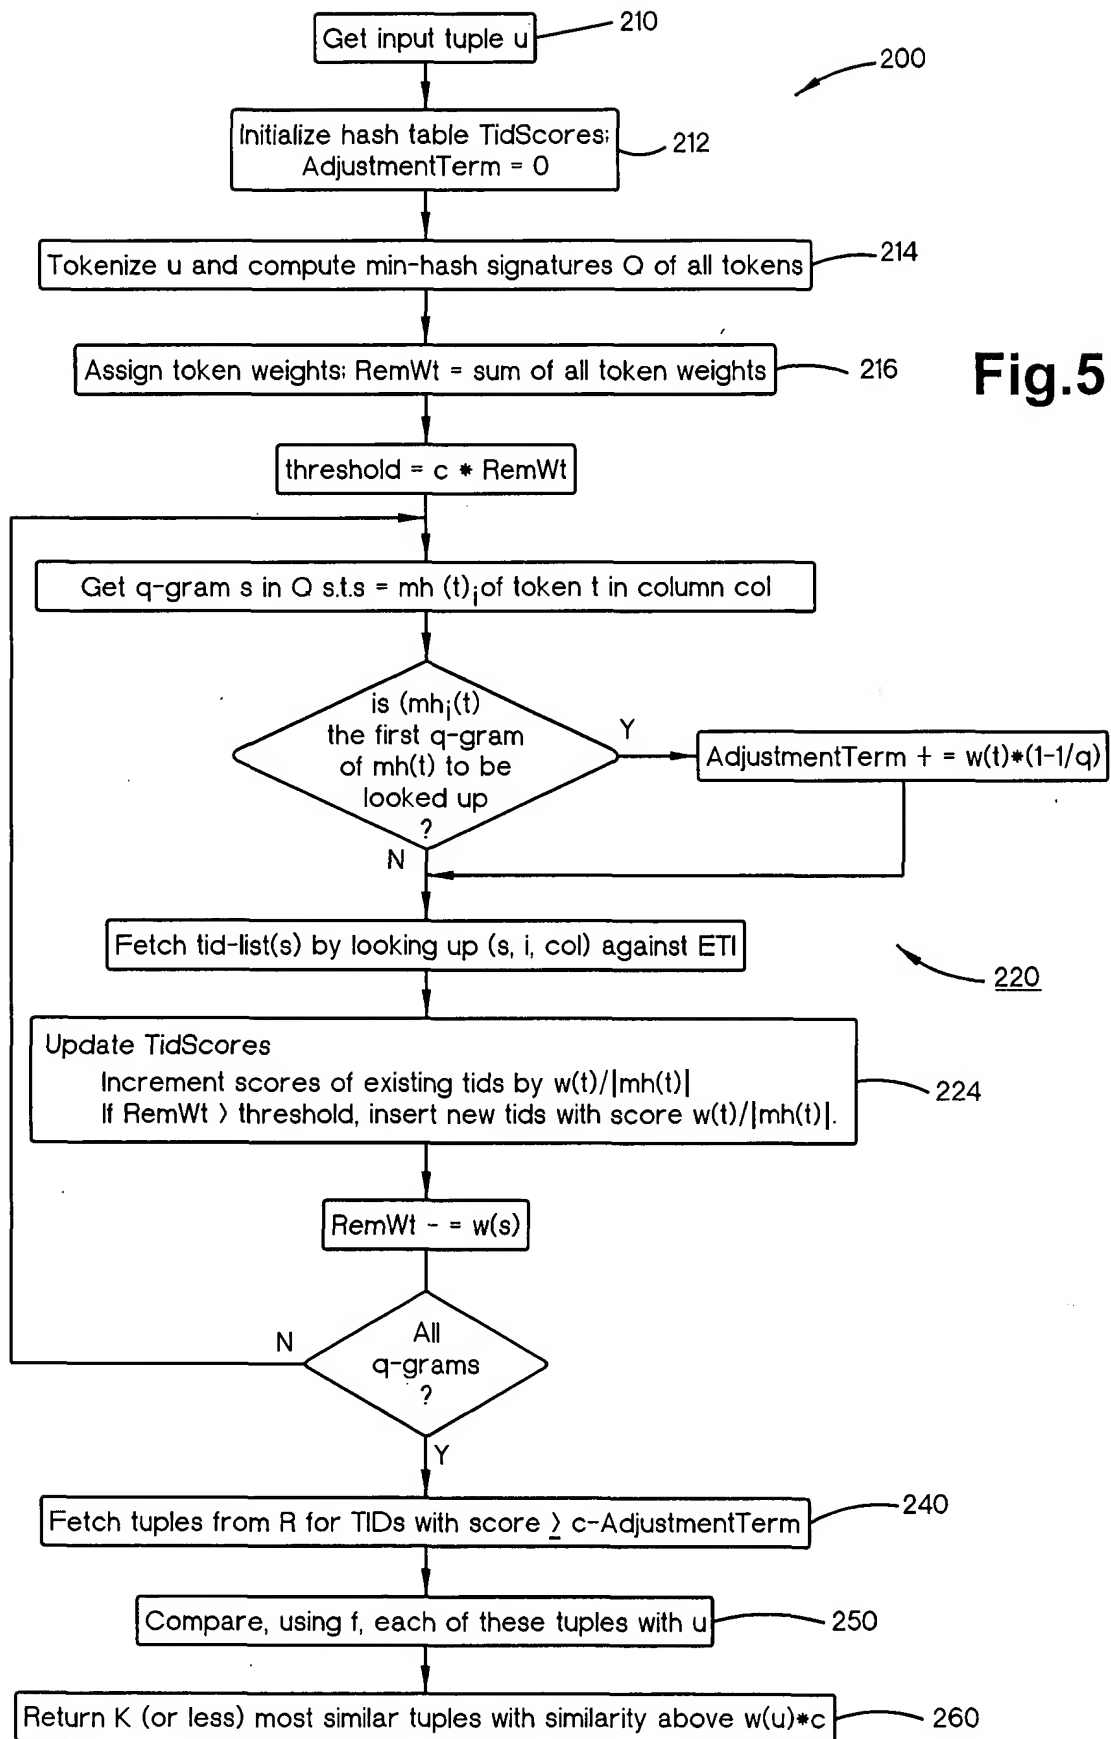 Get input tuple u
210
200
Initialize hash table TidScores;
AdjustmentTerm = 0
212
Tokenize u and compute min-hash signatures Q of all tokens
214
Assign token weights; RemWt = sum of all token weights
216
Fig.5
threshold = c * RemWt
Get q-gram s in Q s.t.s = mh (t)i of token t in column col
is (mhi(t)
the first q-gram
of mh(t) to be
looked up
?
Y
AdjustmentTerm + = w(t)*(1-1/q)
N
Fetch tid-list(s) by looking up (s, i, col) against ETI
220
Update TidScores
Increment scores of existing tids by w(t)/|mh(t)|
If RemWt > threshold, insert new tids with score w(t)/|mh(t)|.
224
RemWt - = w(s)
N
All
q-grams
?
Y
Fetch tuples from R for TIDs with score ≥ c-AdjustmentTerm
240
Compare, using f, each of these tuples with u
250
Return K (or less) most similar tuples with similarity above w(u)*c
260